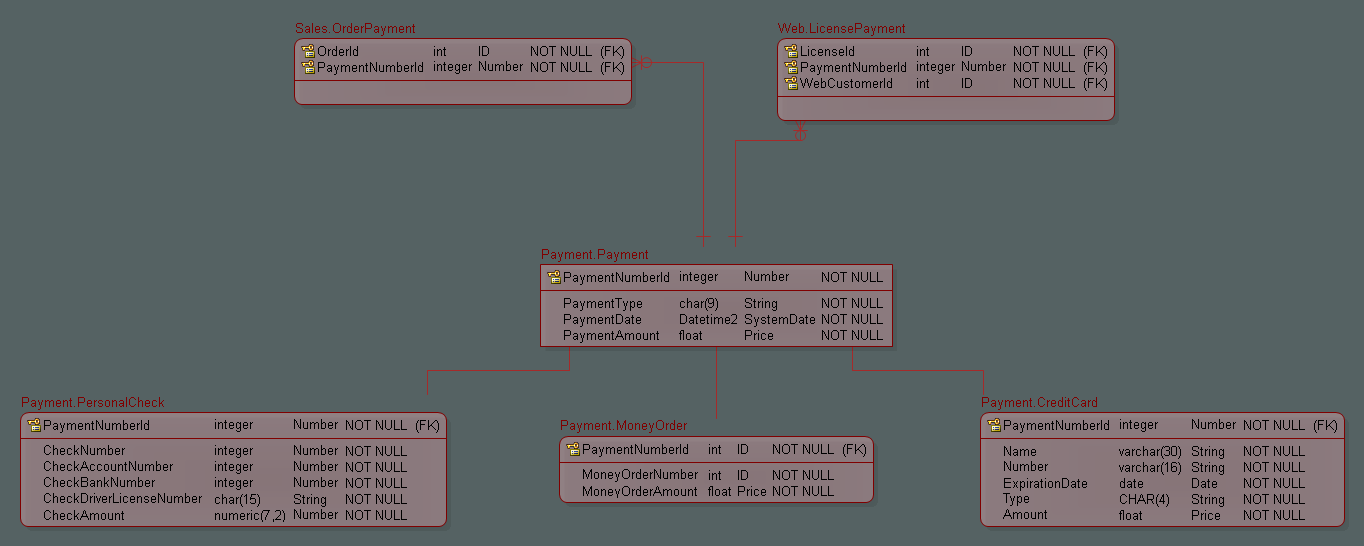 Sales.OrderPayment
OrderId int ID NOT NULL (FK)
PaymentNumberId integer Number NOT NULL (FK)
Web.LicensePayment
LicenseId int ID NOT NULL (FK)
PaymentNumberId integer Number NOT NULL (FK)
WebCustomerId int ID NOT NULL (FK)
Payment.Payment
PaymentNumberId integer Number NOT NULL
PaymentType char(9) String NOT NULL
PaymentDate Datetime2 SystemDate NOT NULL
PaymentAmount float Price NOT NULL
Payment.PersonalCheck
PaymentNumberId integer Number NOT NULL (FK)
CheckNumber integer Number NOT NULL
CheckAccountNumber integer Number NOT NULL
CheckBankNumber integer Number NOT NULL
CheckDriverLicenseNumber char(15) String NOT NULL
CheckAmount numeric(7,2) Number NOT NULL
Payment.MoneyOrder
PaymentNumberId int ID NOT NULL (FK)
MoneyOrderNumber int ID NOT NULL
MoneyOrderAmount float Price NOT NULL
Payment.CreditCard
PaymentNumberId integer Number NOT NULL (FK)
Name varchar(30) String NOT NULL
Number varchar(16) String NOT NULL
ExpirationDate date Date NOT NULL
Type CHAR(4) String NOT NULL
Amount float Price NOT NULL